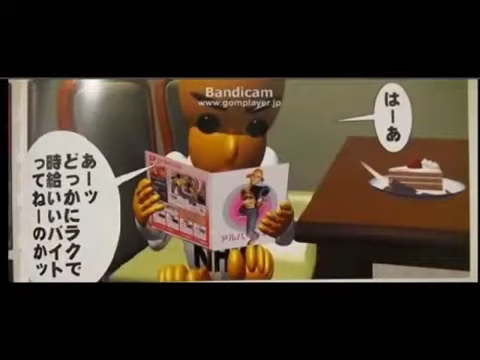 Bandicam
www.gomplayer.jp
はーあ
あーッ
どっかにラクで
時給いいバイト
ってねーのかッ
アルバ